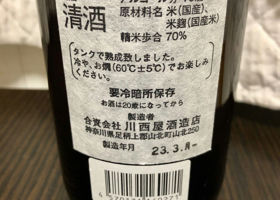 清酒
原材料名 米(国産)、
米麹(国産米)
精米歩合 70%
タンクで熟成致しました。
冷や、お燗(60℃±5℃)でお楽しみ
ください。
要冷暗所保存
お酒は20歳になってから
製造者
合資会社 川西屋酒造店
神奈川県足柄上郡山北町山北250
製造年月 23.3.月